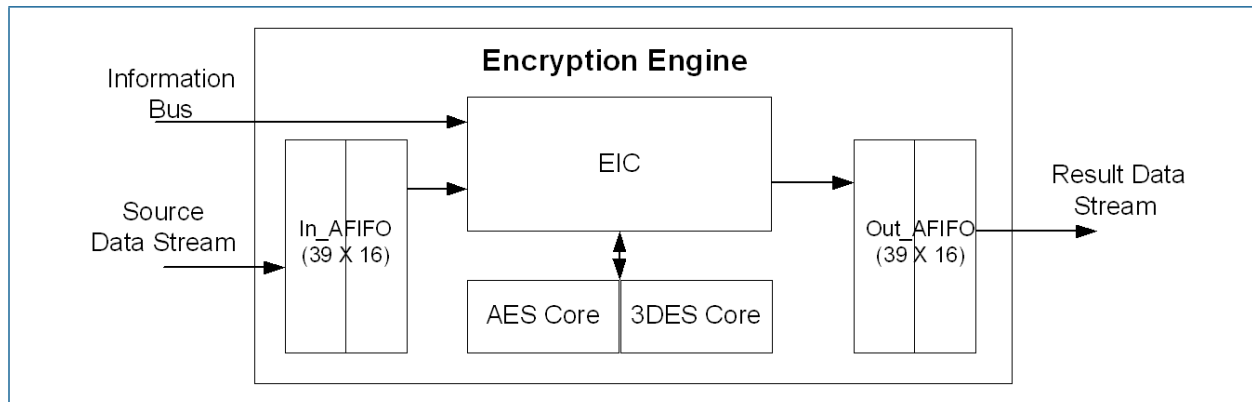 Encryption Engine
Information
Bus
EIC
Source
Data Stream
In_AFIFO
(39 X 16)
Out_AFIFO
(39 X 16)
Result Data
Stream
AES Core
3DES Core